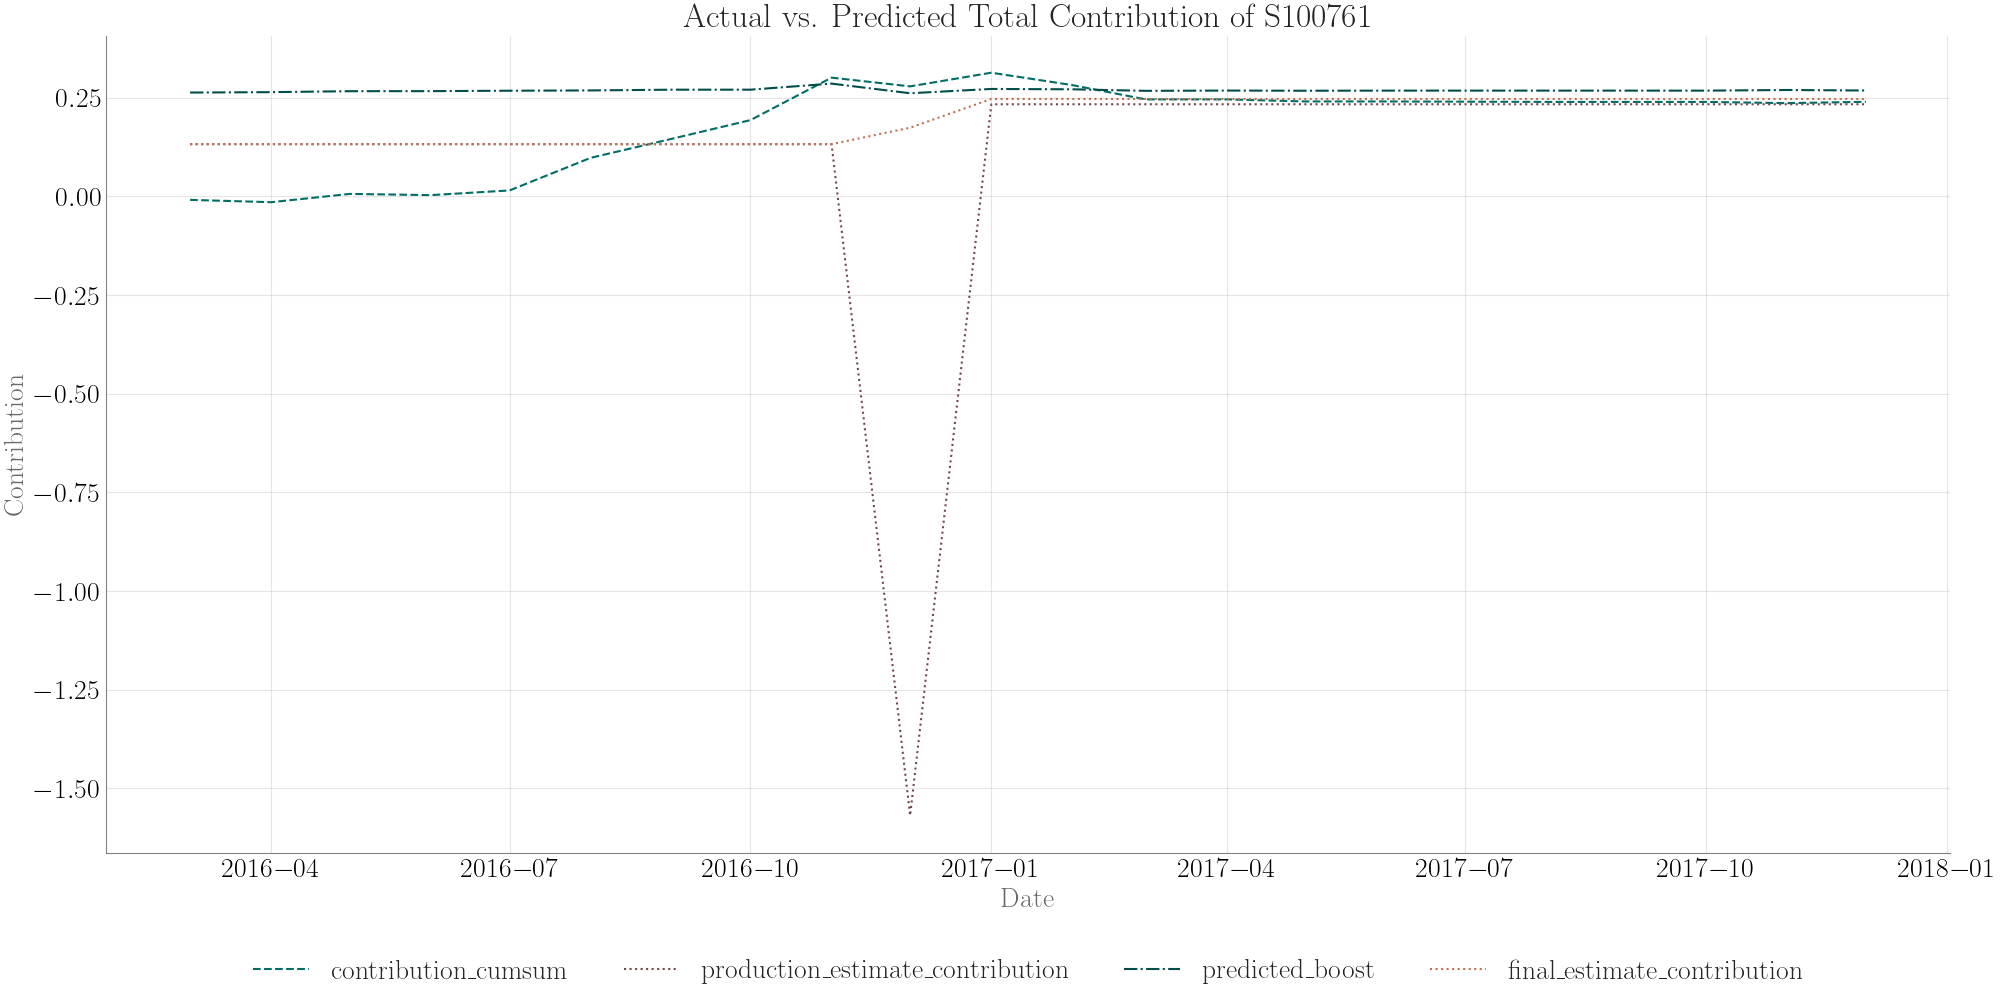 Actual vs. Predicted Total Contribution of S100761
0.25
0.00
−0.25
−0.50
−0.75
−1.00
−1.25
−1.50
Contribution
2016−04 2016−07 2016−10 2017−01 2017−04 2017−07 2017−10 2018−01
Date
contribution_cumsum production_estimate_contribution predicted_boost final_estimate_contribution